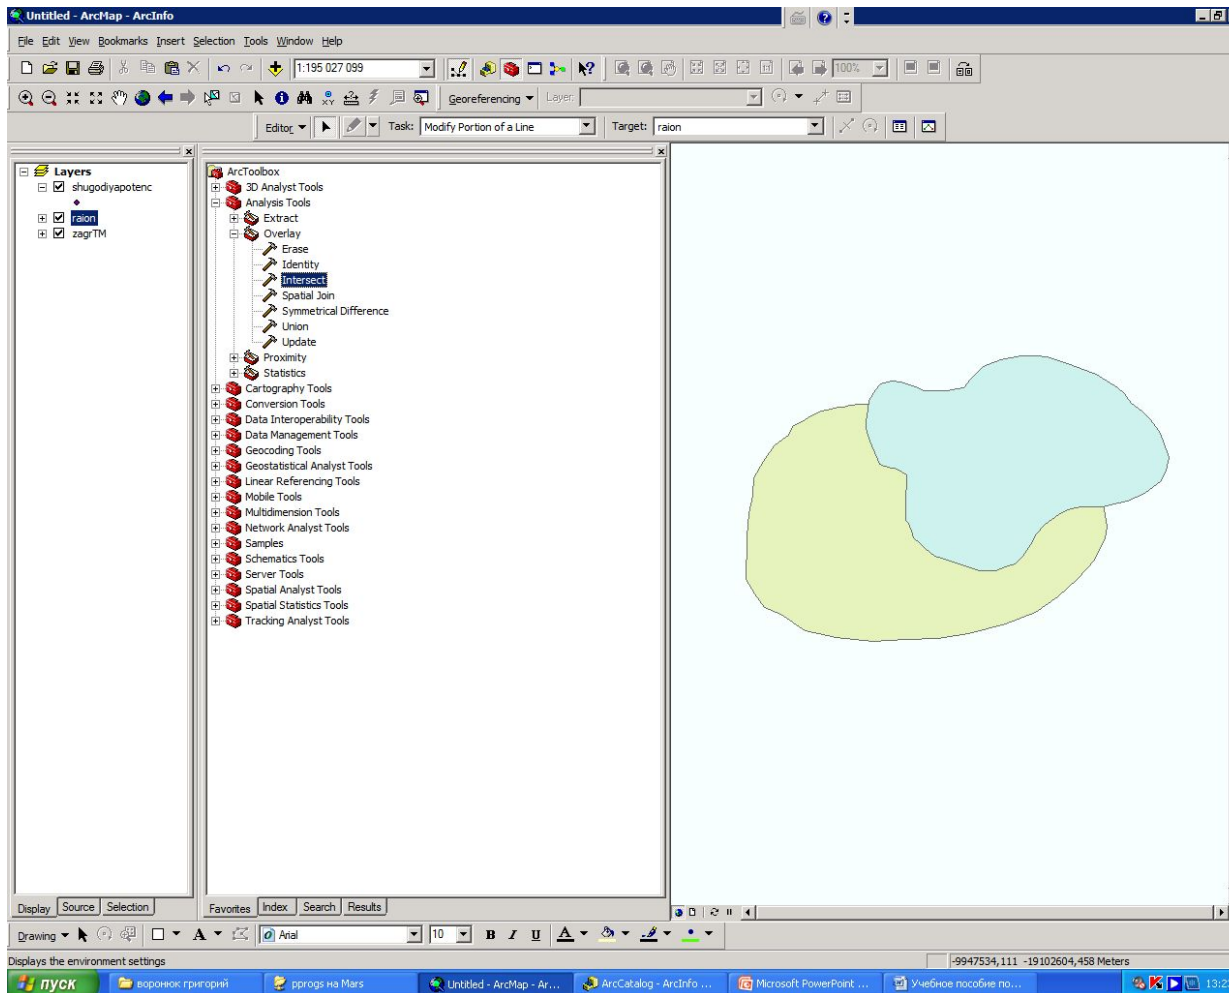 Untitled - ArcMap - ArcInfo
File Edit View Bookmarks Insert Selection Tools Window Help
1:195 027 099
100%
Georeferencing
Layer:
Editor
Task:
Modify Portion of a Line
Target:
raion
Layers
shugodiyapotenc
raion
zagrTM
ArcToolbox
3D Analyst Tools
Analysis Tools
Extract
Overlay
Erase
Identity
Intersect
Spatial Join
Symmetrical Difference
Union
Update
Proximity
Statistics
Cartography Tools
Conversion Tools
Data Interoperability Tools
Data Management Tools
Geocoding Tools
Geostatistical Analyst Tools
Linear Referencing Tools
Mobile Tools
Multidimension Tools
Network Analyst Tools
Samples
Schematics Tools
Server Tools
Spatial Analyst Tools
Spatial Statistics Tools
Tracking Analyst Tools
Display Source Selection
Favorites Index Search Results
Drawing
A
Arial
10
B I U A
Displays the environment settings
-9947534,111 -19102604,458 Meters
пуск
воронюк григорий
pprogs на Mars
Untitled - ArcMap - Ar...
ArcCatalog - ArcInfo ...
Microsoft PowerPoint ...
Учебное пособие по...
13:2